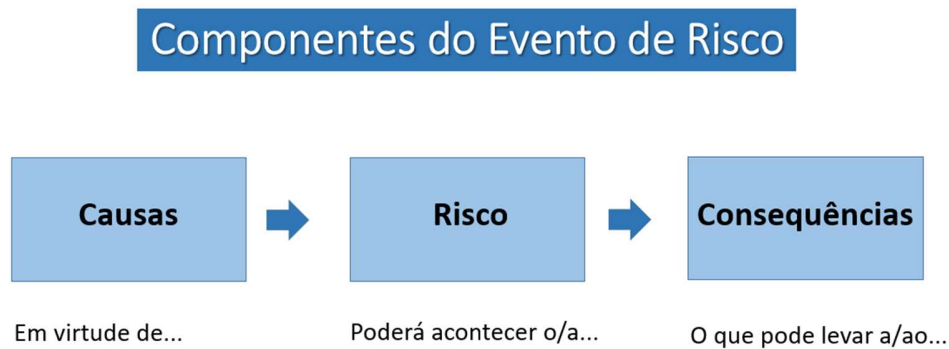 Componentes do Evento de Risco
Causas
Risco
Consequências
Em virtude de...
Poderá acontecer o/a...
O que pode levar a/ao...